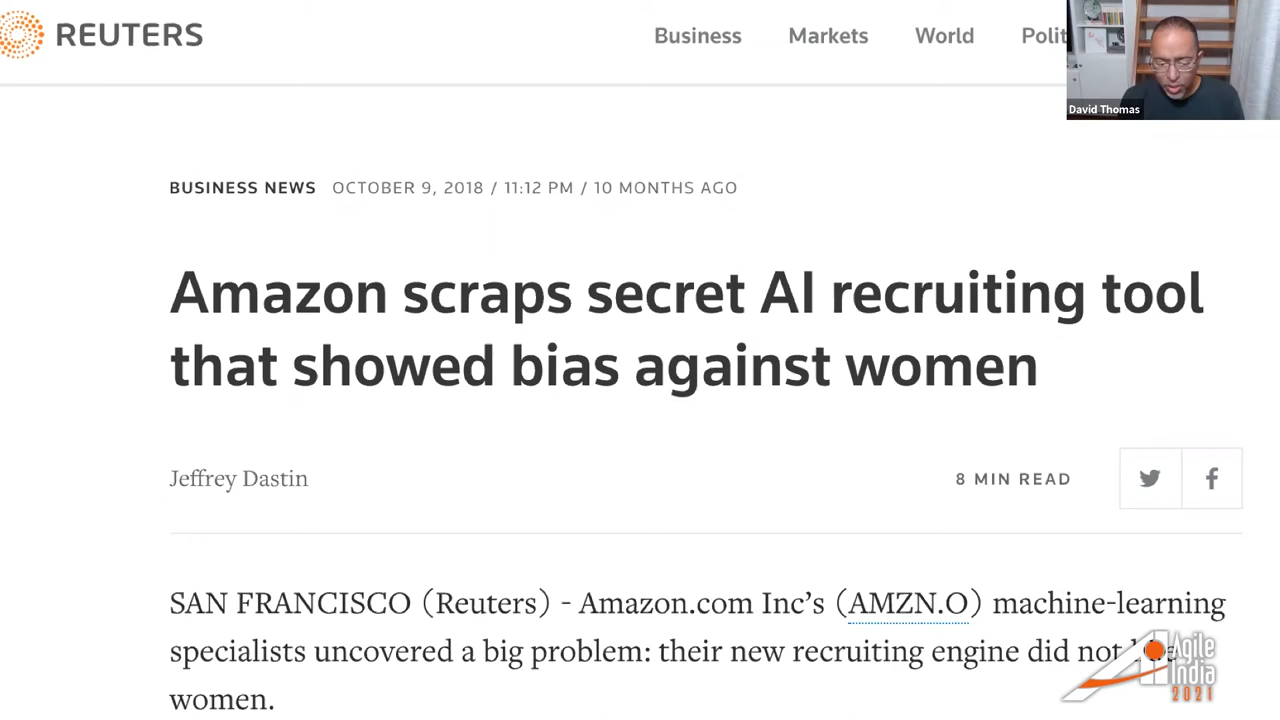 REUTERS
Business Markets World Polit
David Thomas
BUSINESS NEWS OCTOBER 9, 2018 / 11:12 PM / 10 MONTHS AGO
Amazon scraps secret AI recruiting tool
that showed bias against women
Jeffrey Dastin
8 MIN READ
SAN FRANCISCO (Reuters) - Amazon.com Inc’s (AMZN.O) machine-learning
specialists uncovered a big problem: their new recruiting engine did not
women.
Agile
India
2021